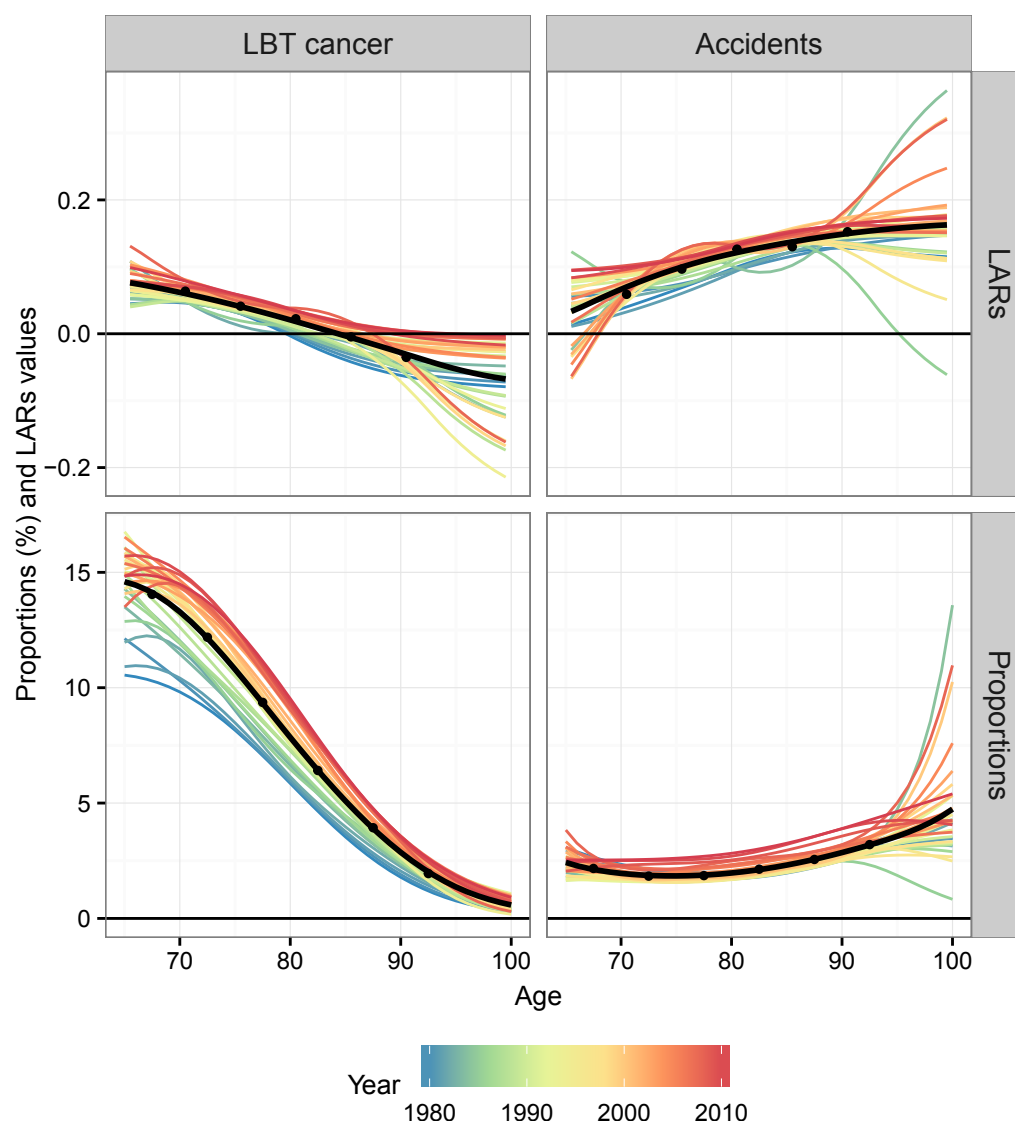 LBT cancer
Accidents
Proportions (%) and LARs values
0.2
0.0
−0.2
LARs
15
10
5
0
Proportions
70
80
90
100
70
80
90
100
Age
Year
1980
1990
2000
2010